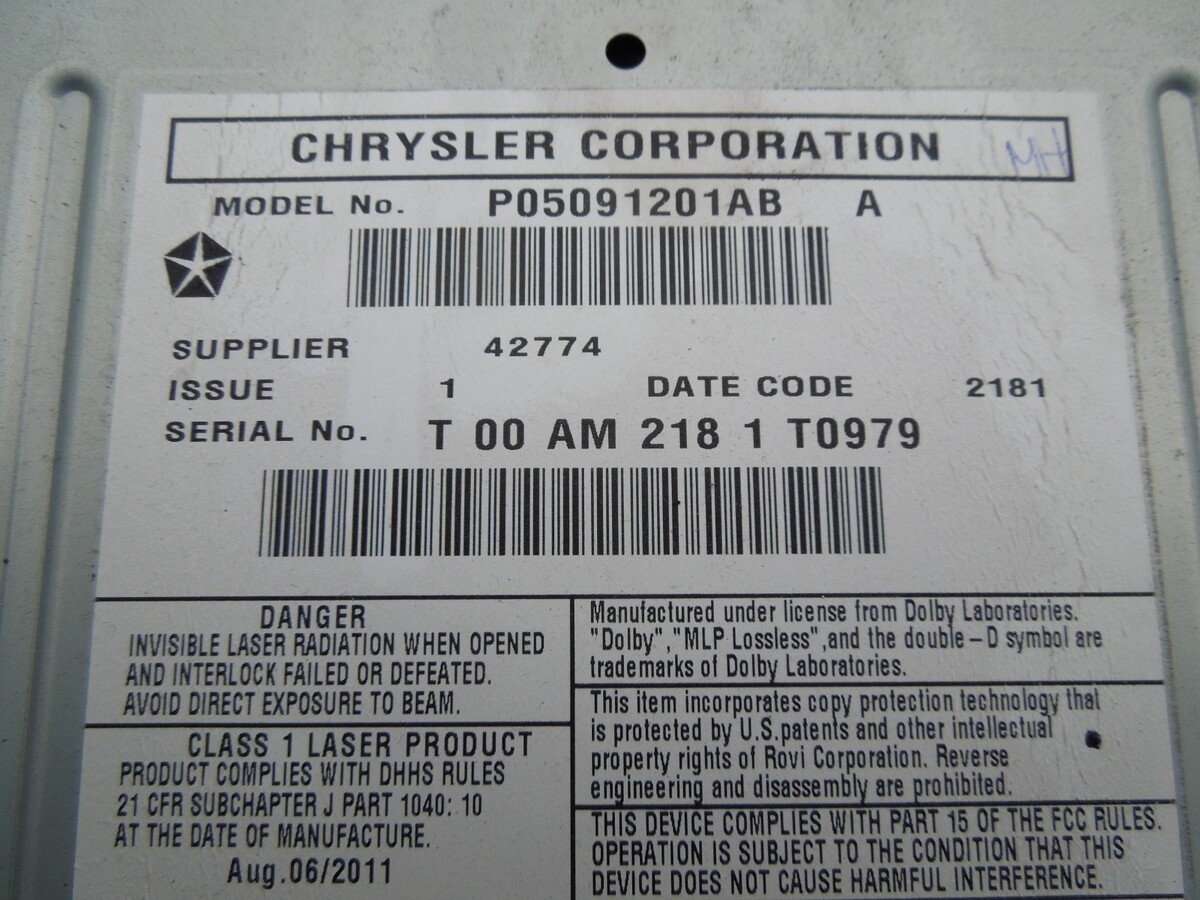 CHRYSLER CORPORATION
MH
MODEL No. P05091201AB A
SUPPLIER 42774
ISSUE 1 DATE CODE 2181
SERIAL No. T 00 AM 218 1 T0979
DANGER
INVISIBLE LASER RADIATION WHEN OPENED
AND INTERLOCK FAILED OR DEFEATED.
AVOID DIRECT EXPOSURE TO BEAM.
CLASS 1 LASER PRODUCT
PRODUCT COMPLIES WITH DHHS RULES
21 CFR SUBCHAPTER J PART 1040: 10
AT THE DATE OF MANUFACTURE.
Aug.06/2011
Manufactured under license from Dolby Laboratories.
"Dolby","MLP Lossless",and the double-D symbol are
trademarks of Dolby Laboratories.
This item incorporates copy protection technology that
is protected by U.S.patents and other intellectual
property rights of Rovi Corporation. Reverse
engineering and disassembly are prohibited.
THIS DEVICE COMPLIES WITH PART 15 OF THE FCC RULES.
OPERATION IS SUBJECT TO THE CONDITION THAT THIS
DEVICE DOES NOT CAUSE HARMFUL INTERFERENCE.